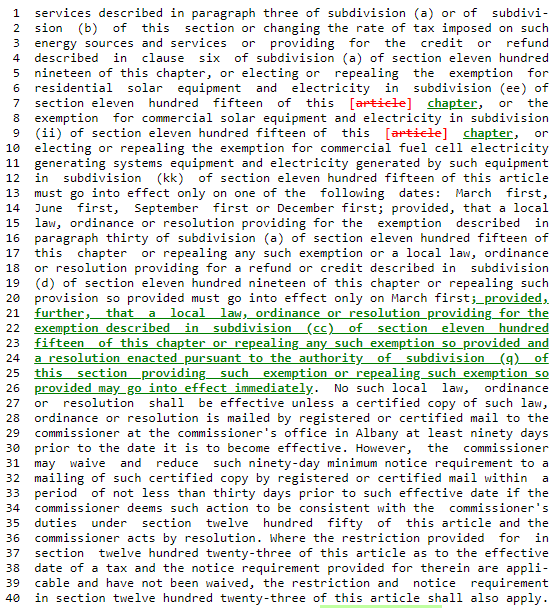 1 services described in paragraph three of subdivision (a) or of subdivi-
2 sion (b) of this section or changing the rate of tax imposed on such
3 energy sources and services or providing for the credit or refund
4 described in clause six of subdivision (a) of section eleven hundred
5 nineteen of this chapter, or electing or repealing the exemption for
6 residential solar equipment and electricity in subdivision (ee) of
7 section eleven hundred fifteen of this [article] chapter, or the
8 exemption for commercial solar equipment and electricity in subdivision
9 (ii) of section eleven hundred fifteen of this [article] chapter, or
10 electing or repealing the exemption for commercial fuel cell electricity
11 generating systems equipment and electricity generated by such equipment
12 in subdivision (kk) of section eleven hundred fifteen of this article
13 must go into effect only on one of the following dates: March first,
14 June first, September first or December first; provided, that a local
15 law, ordinance or resolution providing for the exemption described in
16 paragraph thirty of subdivision (a) of section eleven hundred fifteen of
17 this chapter or repealing any such exemption or a local law, ordinance
18 or resolution providing for a refund or credit described in subdivision
19 (d) of section eleven hundred nineteen of this chapter or repealing such
20 provision so provided must go into effect only on March first; provided,
21 further, that a local law, ordinance or resolution providing for the
22 exemption described in subdivision (cc) of section eleven hundred
23 fifteen of this chapter or repealing any such exemption so provided and
24 a resolution enacted pursuant to the authority of subdivision (q) of
25 this section providing such exemption or repealing such exemption so
26 provided may go into effect immediately. No such local law, ordinance
27 or resolution shall be effective unless a certified copy of such law,
28 ordinance or resolution is mailed by registered or certified mail to the
29 commissioner at the commissioner's office in Albany at least ninety days
30 prior to the date it is to become effective. However, the commissioner
31 may waive and reduce such ninety-day minimum notice requirement to a
32 mailing of such certified copy by registered or certified mail within a
33 period of not less than thirty days prior to such effective date if the
34 commissioner deems such action to be consistent with the commissioner's
35 duties under section twelve hundred fifty of this article and the
36 commissioner acts by resolution. Where the restriction provided for in
37 section twelve hundred twenty-three of this article as to the effective
38 date of a tax and the notice requirement provided for therein are appli-
39 cable and have not been waived, the restriction and notice requirement
40 in section twelve hundred twenty-three of this article shall also apply.